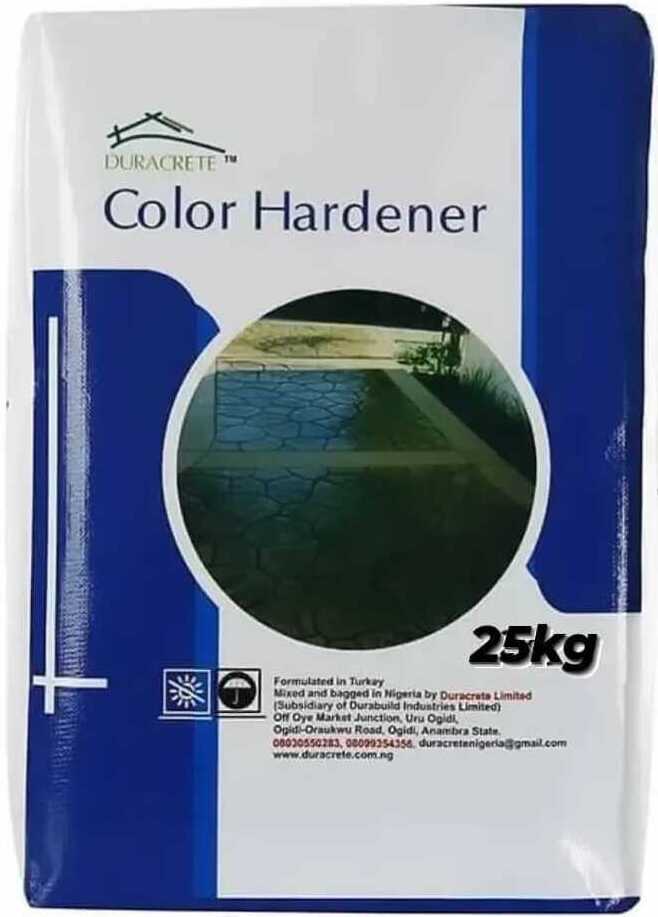 DURACRETE ™
Color Hardener
25kg
Formulated in Turkay
Mixed and bagged in Nigeria by Duracrete Limited
(Subsidiary of Durabuild Industries Limited)
Off Oye Market Junction, Uru Ogidi,
Ogidi-Oraukwu Road, Ogidi, Anambra State.
08030550283, 08099354356, duracretenigeria@gmail.com
www.duracrete.com.ng